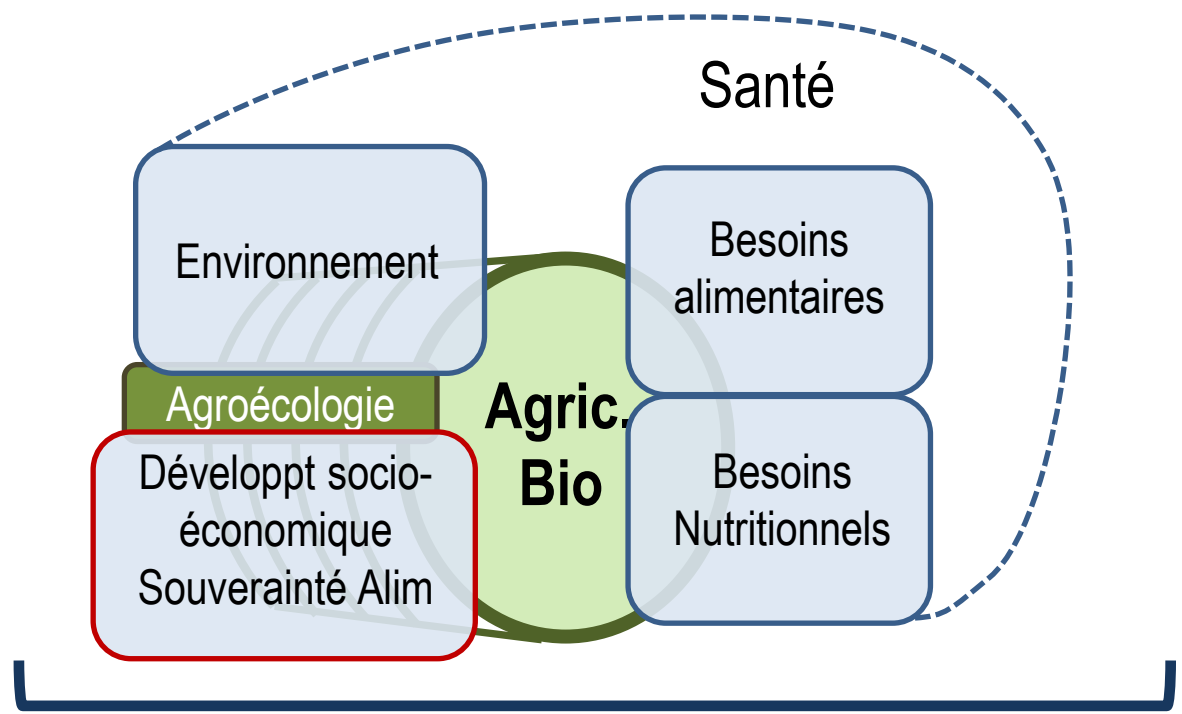 Santé
Environnement
Besoins
alimentaires
Agroécologie
Agric.
Bio
Développt socio-
économique
Souverainté Alim
Besoins
Nutritionnels